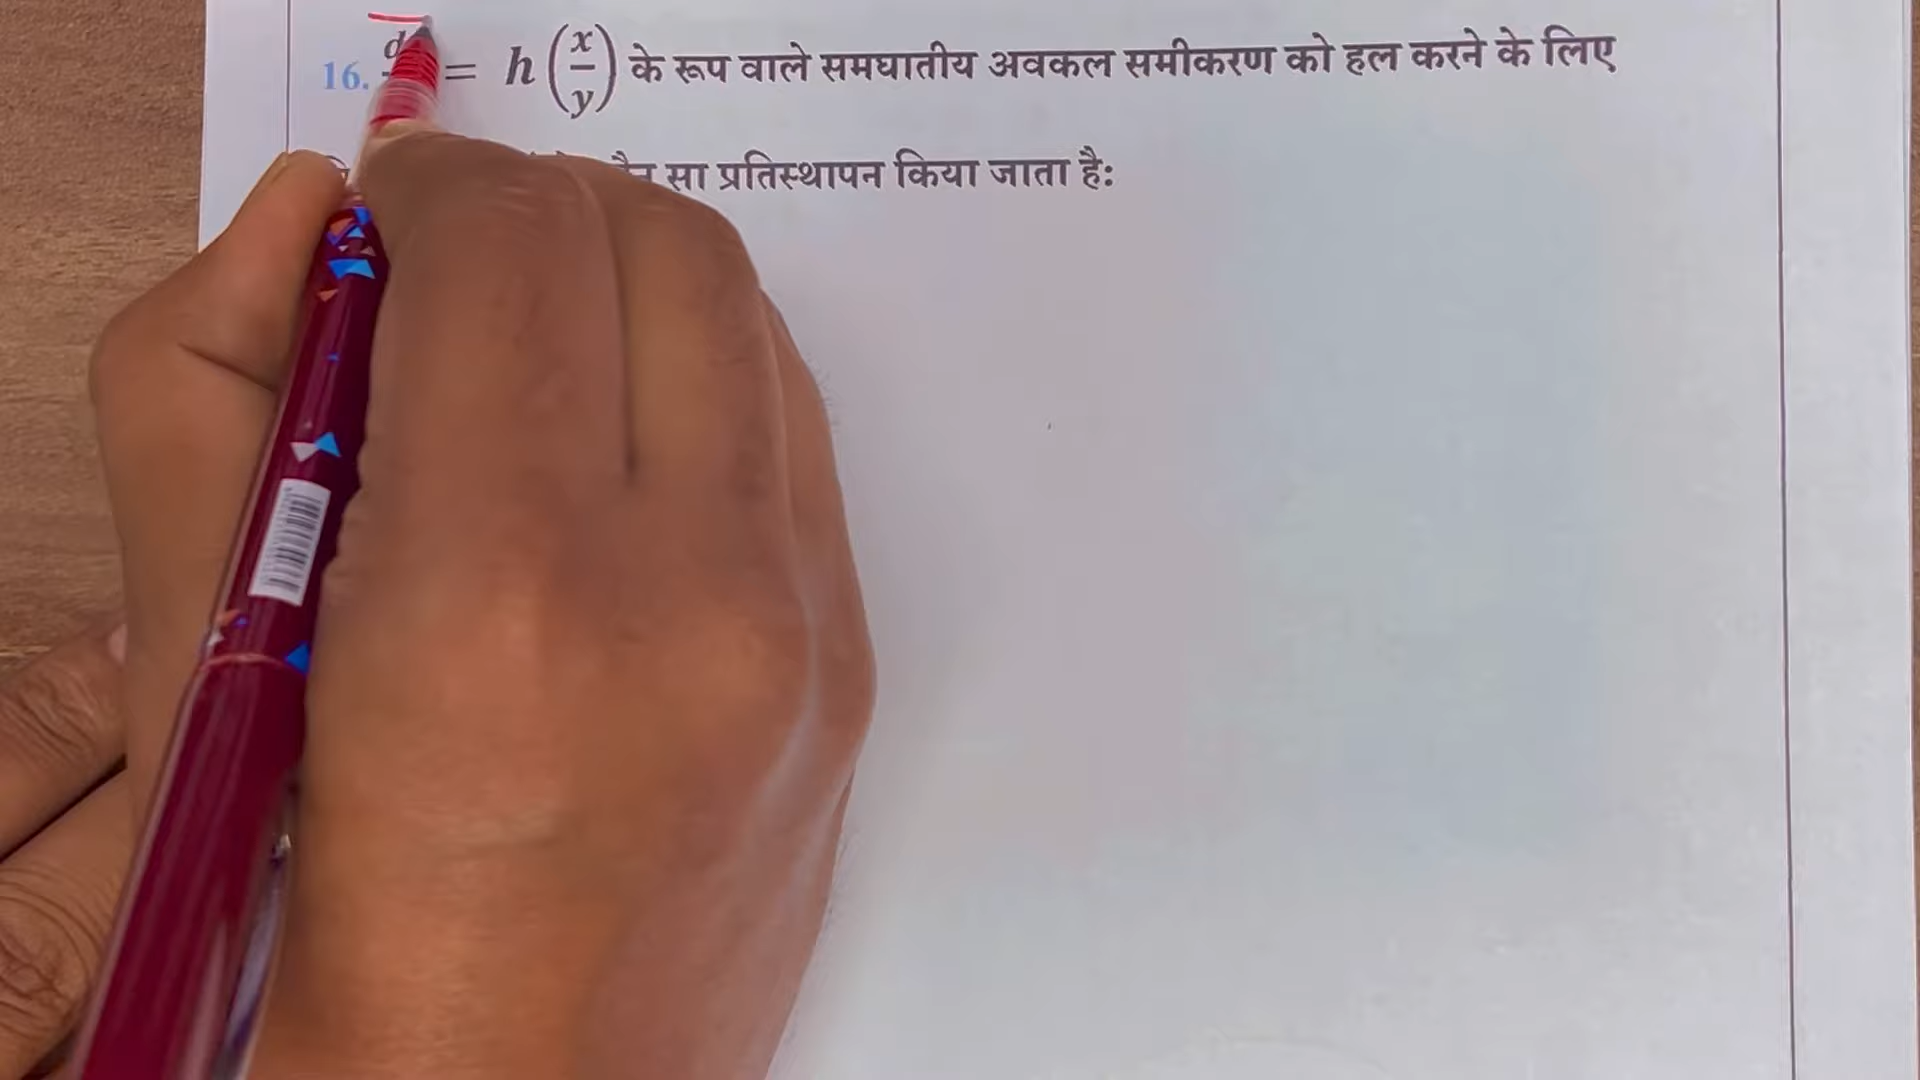 16. d = h (x/y) के रूप वाले समघातीय अवकल समीकरण को हल करने के लिए
सा प्रतिस्थापन किया जाता है: